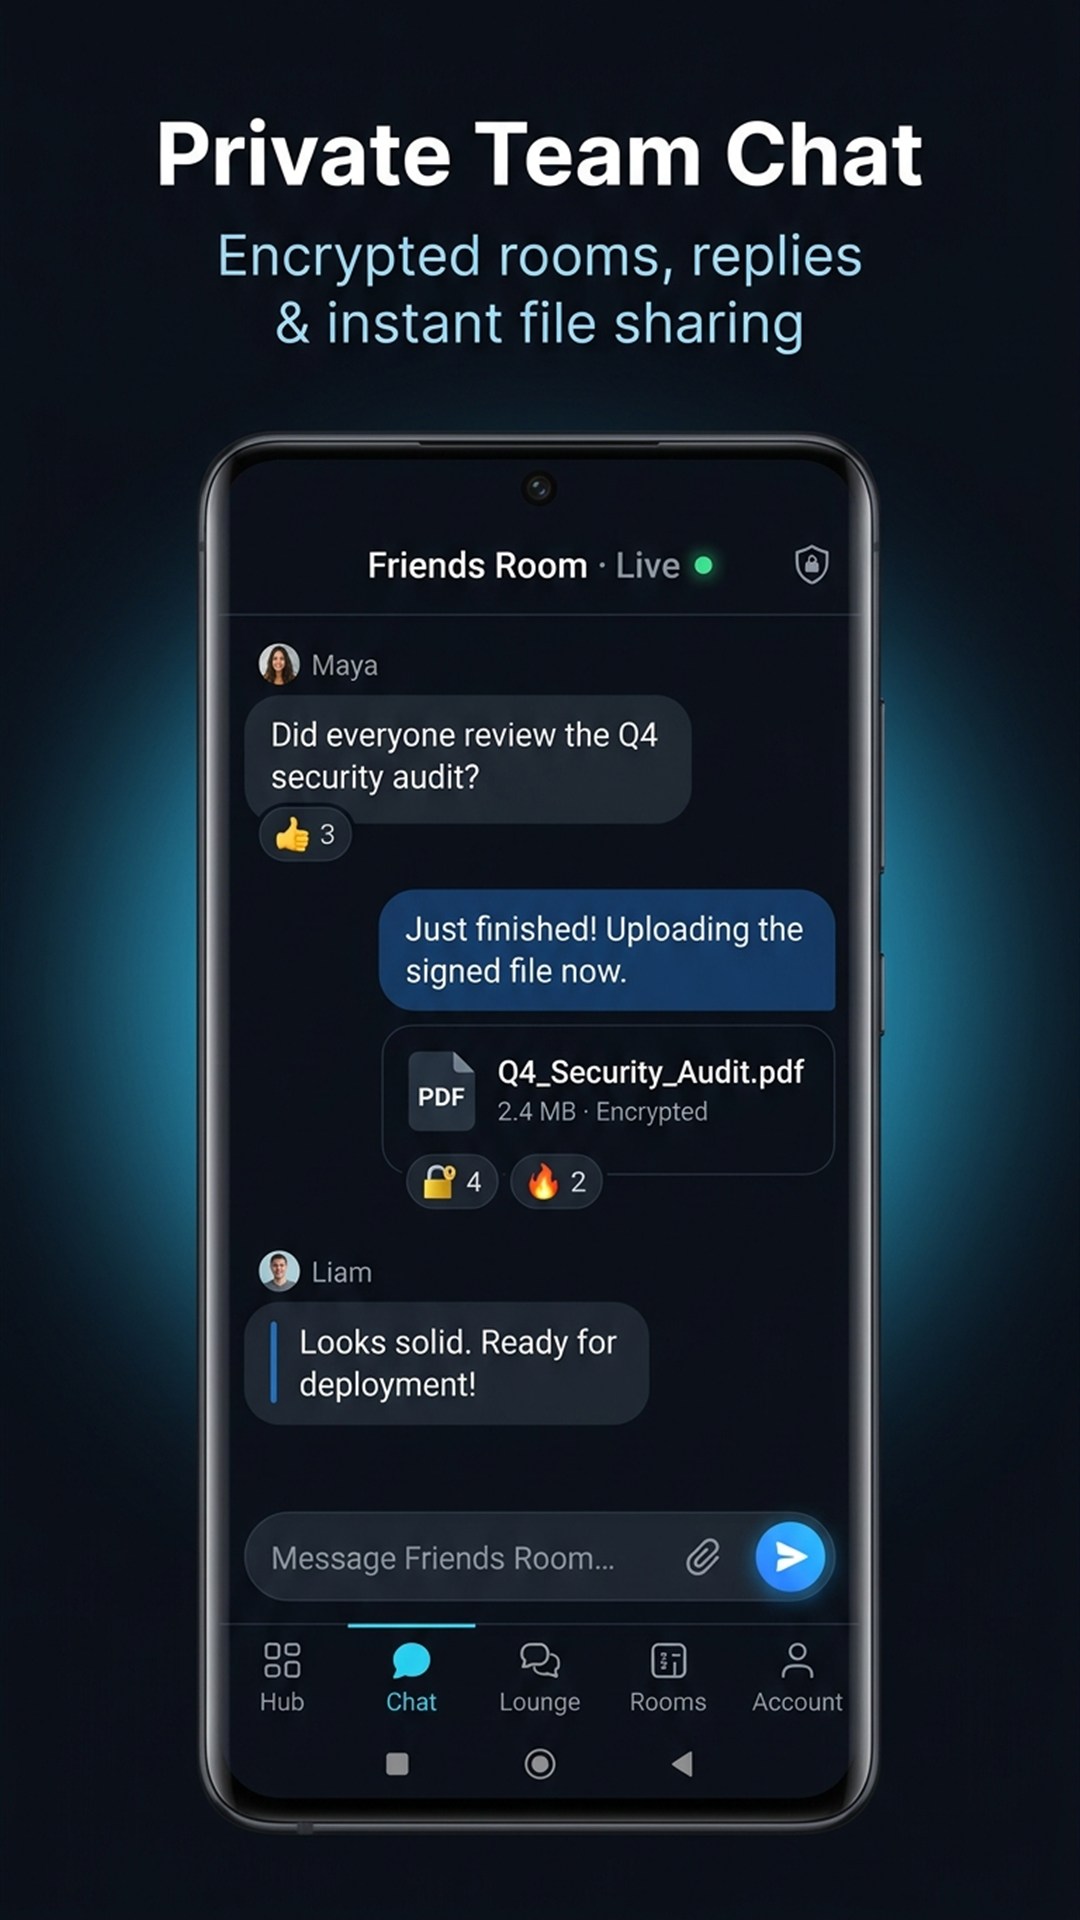 Private Team Chat
Encrypted rooms, replies
& instant file sharing
Friends Room · Live
Maya
Did everyone review the Q4
security audit?
👍 3
Just finished! Uploading the
signed file now.
PDF
Q4_Security_Audit.pdf
2.4 MB · Encrypted
🔓 4 🔥 2
Liam
Looks solid. Ready for
deployment!
Message Friends Room...
Hub Chat Lounge Rooms Account